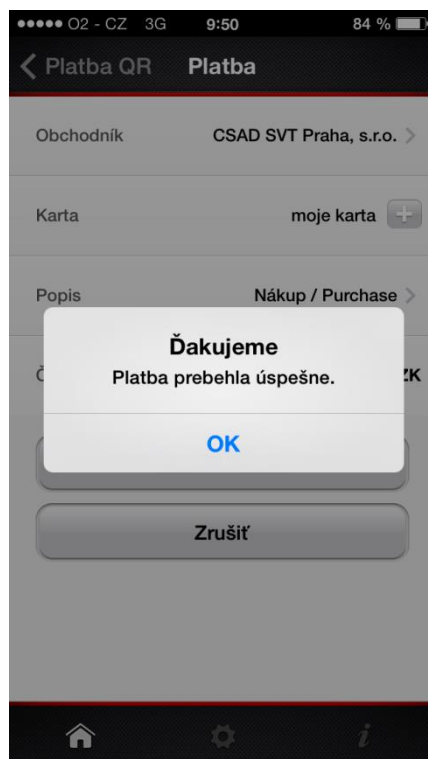 O2 - CZ 3G 9:50 84 %
Platba QR Platba
Obchodník CSAD SVT Praha, s.r.o.
Karta moje karta
Popis Nákup / Purchase
Ďakujeme
Platba prebehla úspešne.
OK
Zrušiť